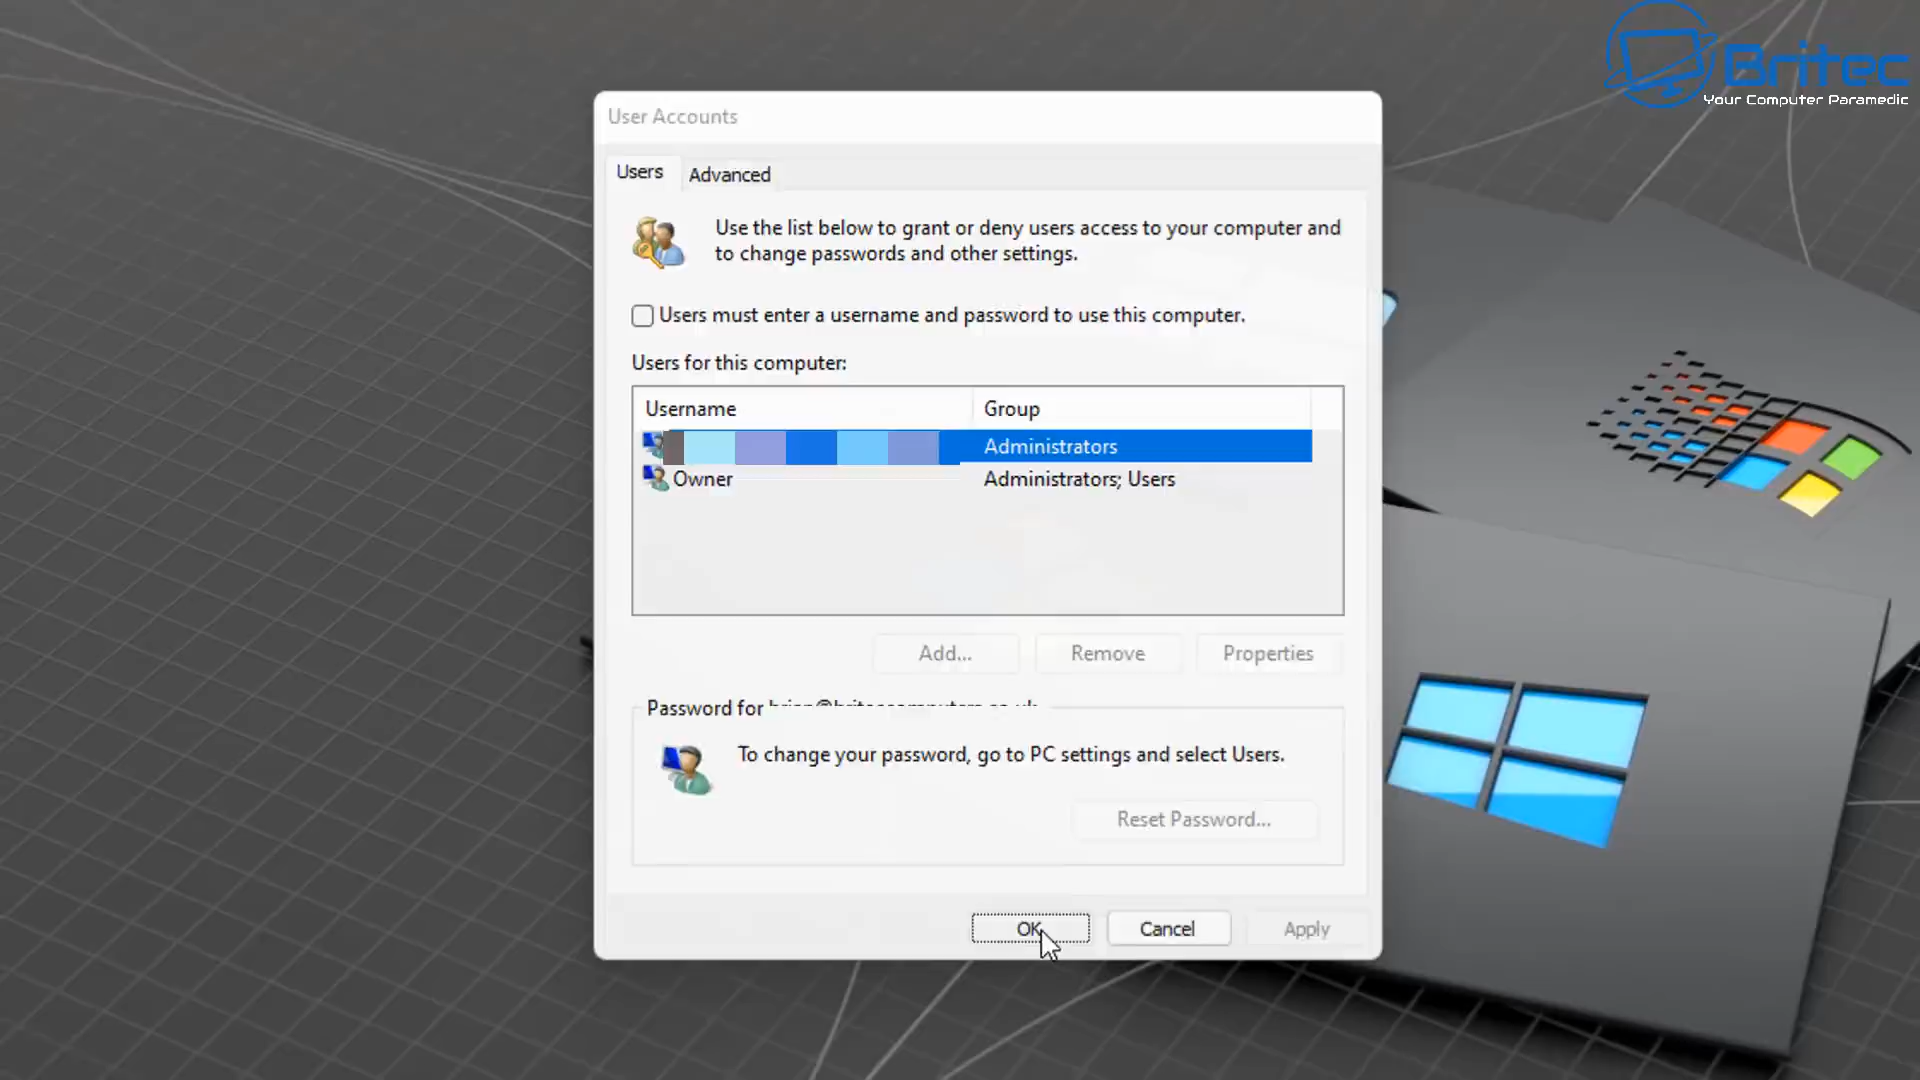 Britec
Your Computer Paramedic
User Accounts
Users
Advanced
Use the list below to grant or deny users access to your computer and
to change passwords and other settings.
Users must enter a username and password to use this computer.
Users for this computer:
Username
Group
Administrators
Owner
Administrators; Users
Add...
Remove
Properties
Password for
To change your password, go to PC settings and select Users.
Reset Password...
OK
Cancel
Apply